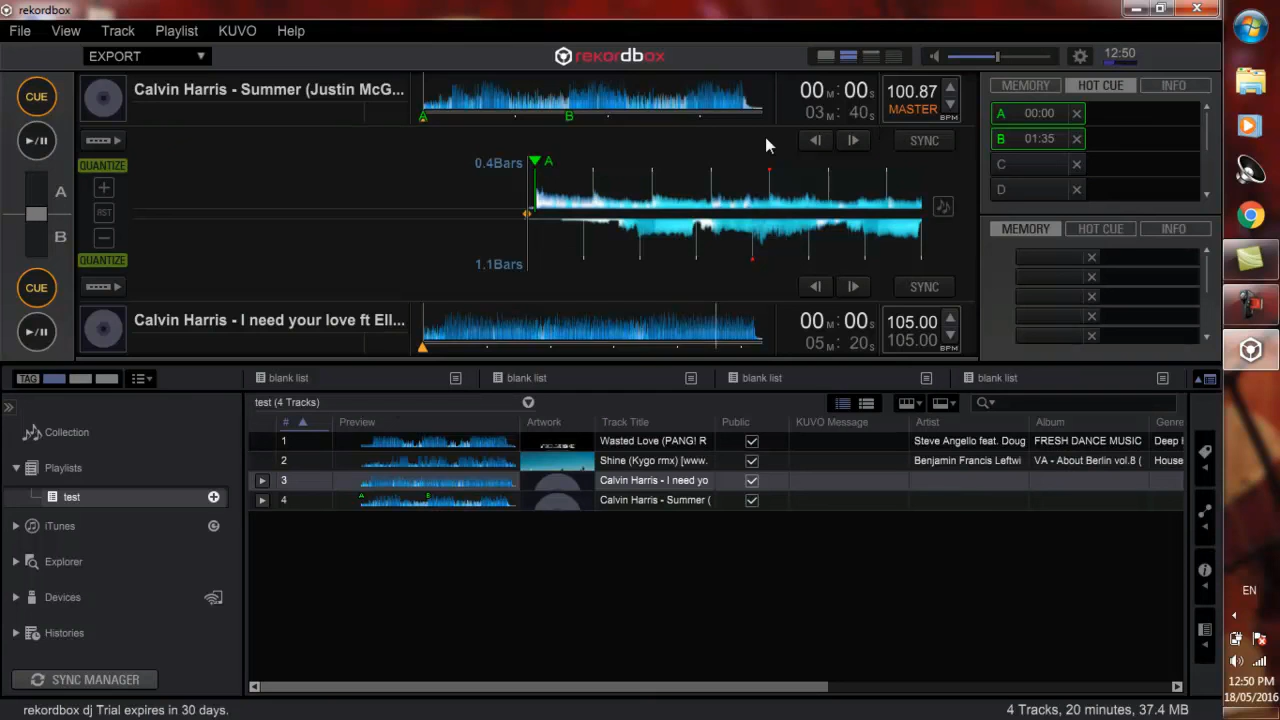 rekordbox
File View Track Playlist KUVO Help
EXPORT
rekordbox
12:50
CUE
Calvin Harris - Summer (Justin McG...
A B
00 M: 00 S
03 M: 40 S
100.87
MASTER
BPM
MEMORY HOT CUE INFO
A 00:00
B 01:35
C
D
SYNC
QUANTIZE
0.4Bars
A
A
RST
B
QUANTIZE
1.1Bars
MEMORY HOT CUE INFO
CUE
SYNC
Calvin Harris - I need your love ft Ell...
00 M: 00 S
05 M: 20 S
105.00
105.00
BPM
TAG
blank list blank list blank list blank list
test (4 Tracks)
# Preview Artwork Track Title Public KUVO Message Artist Album Genre
1 Wasted Love (PANG! R Steve Angello feat. Doug FRESH DANCE MUSIC Deep H
2 Shine (Kygo rmx) [www. Benjamin Francis Leftwi VA - About Berlin vol.8 ( House
3 Calvin Harris - I need yo
4 A B Calvin Harris - Summer (
Collection
Playlists
test
iTunes
Explorer
Devices
Histories
SYNC MANAGER
rekordbox dj Trial expires in 30 days.
4 Tracks, 20 minutes, 37.4 MB
EN
12:50 PM
18/05/2016